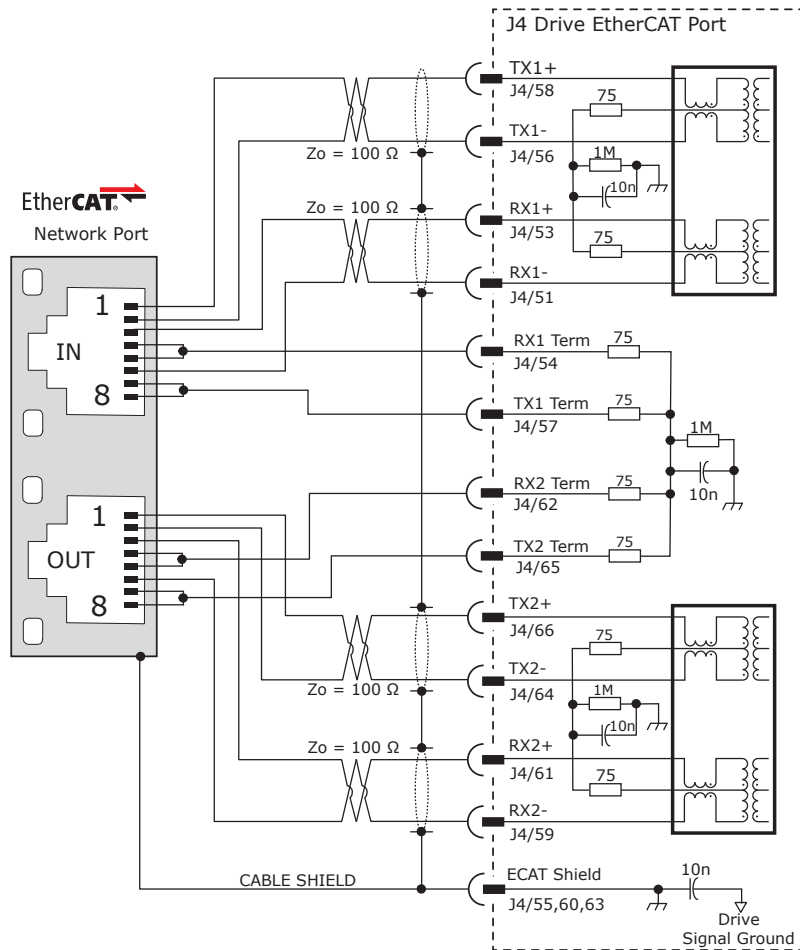 J4 Drive EtherCAT Port
TX1+
J4/58
75
Zo = 100 Ω
TX1-
J4/56
1M
10n
EtherCAT®
Network Port
Zo = 100 Ω
RX1+
J4/53
75
RX1-
J4/51
1
IN
8
RX1 Term
J4/54
75
TX1 Term
J4/57
75
1M
10n
RX2 Term
J4/62
75
1
OUT
8
TX2 Term
J4/65
75
TX2+
J4/66
75
Zo = 100 Ω
TX2-
J4/64
1M
10n
Zo = 100 Ω
RX2+
J4/61
75
RX2-
J4/59
CABLE SHIELD
ECAT Shield
J4/55,60,63
10n
Drive
Signal Ground